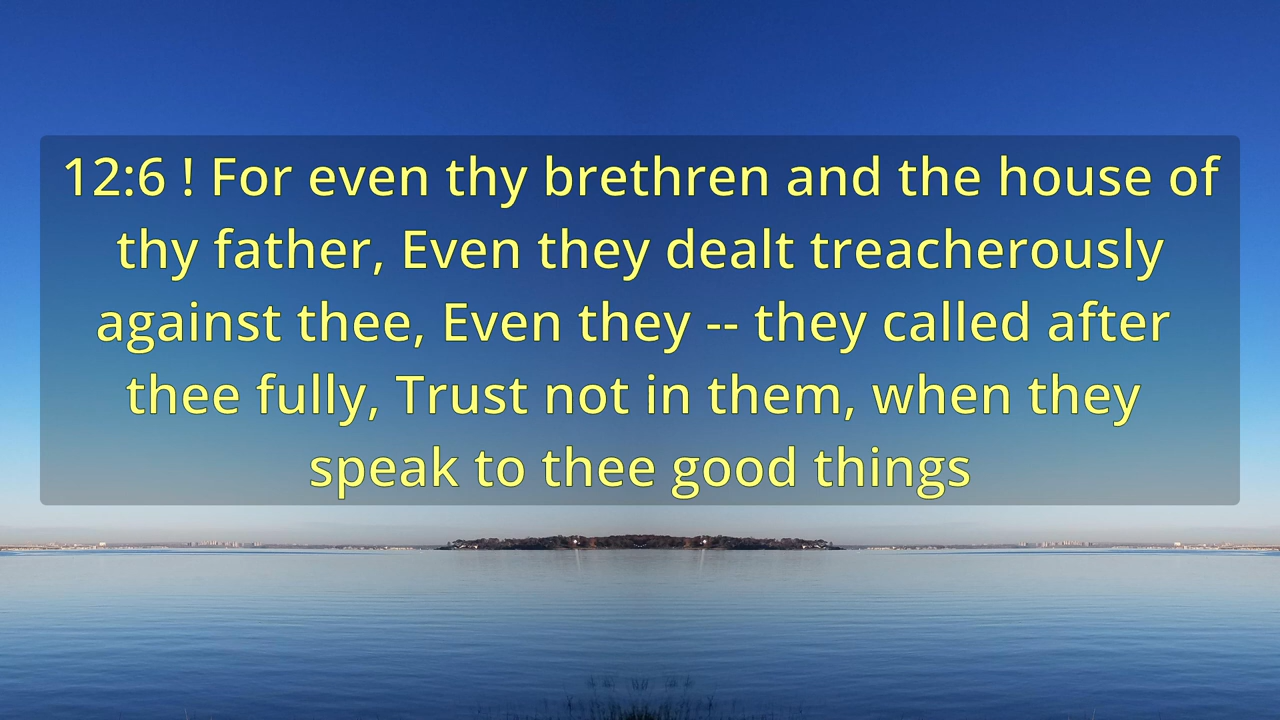 12:6 ! For even thy brethren and the house of
thy father, Even they dealt treacherously
against thee, Even they -- they called after
thee fully, Trust not in them, when they
speak to thee good things